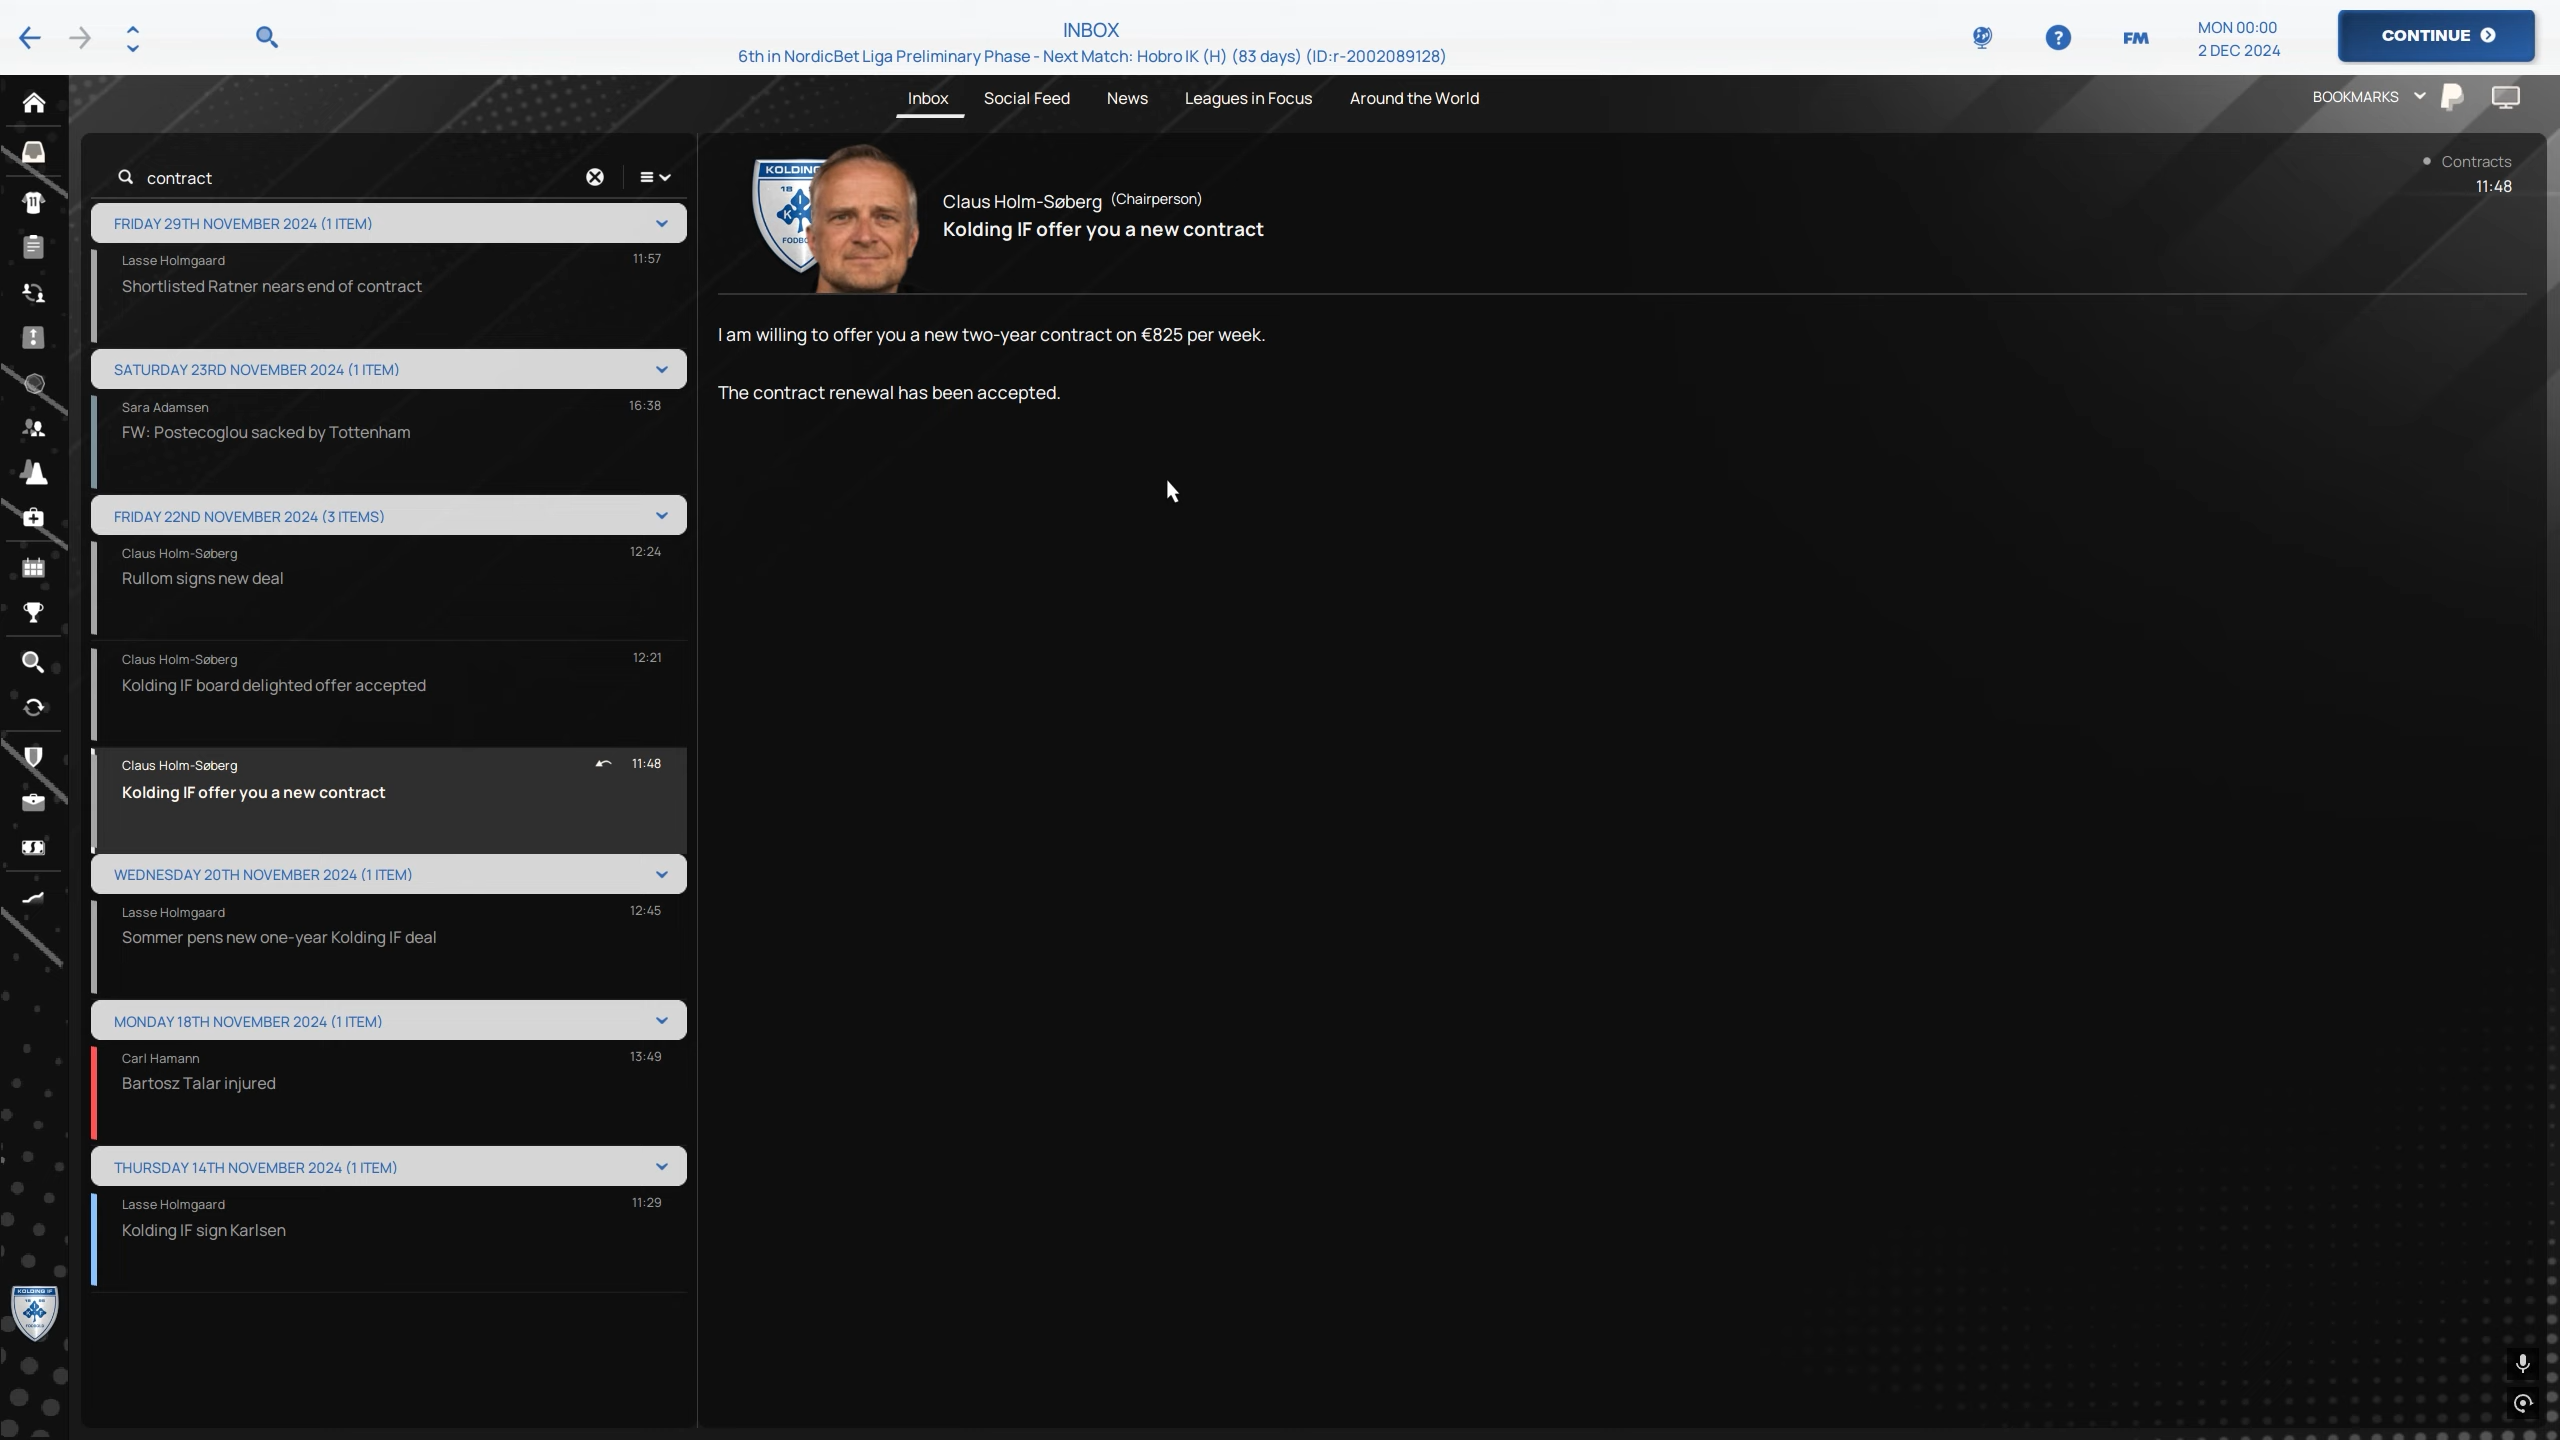 INBOX
6th in NordicBet Liga Preliminary Phase - Next Match: Hobro IK (H) (83 days) (ID:r-2002089128)
FM
MON 00:00
2 DEC 2024
CONTINUE
Inbox
Social Feed
News
Leagues in Focus
Around the World
BOOKMARKS
contract
FRIDAY 29TH NOVEMBER 2024 (1 ITEM)
Lasse Holmgaard
11:57
Shortlisted Ratner nears end of contract
SATURDAY 23RD NOVEMBER 2024 (1 ITEM)
Sara Adamsen
16:38
FW: Postecoglou sacked by Tottenham
FRIDAY 22ND NOVEMBER 2024 (3 ITEMS)
Claus Holm-Søberg
12:24
Rullom signs new deal
Claus Holm-Søberg
12:21
Kolding IF board delighted offer accepted
Claus Holm-Søberg
11:48
Kolding IF offer you a new contract
WEDNESDAY 20TH NOVEMBER 2024 (1 ITEM)
Lasse Holmgaard
12:45
Sommer pens new one-year Kolding IF deal
MONDAY 18TH NOVEMBER 2024 (1 ITEM)
Carl Hamann
13:49
Bartosz Talar injured
THURSDAY 14TH NOVEMBER 2024 (1 ITEM)
Lasse Holmgaard
11:29
Kolding IF sign Karlsen
KOLDING IF
Claus Holm-Søberg (Chairperson)
Kolding IF offer you a new contract
Contracts
11:48
I am willing to offer you a new two-year contract on €825 per week.
The contract renewal has been accepted.